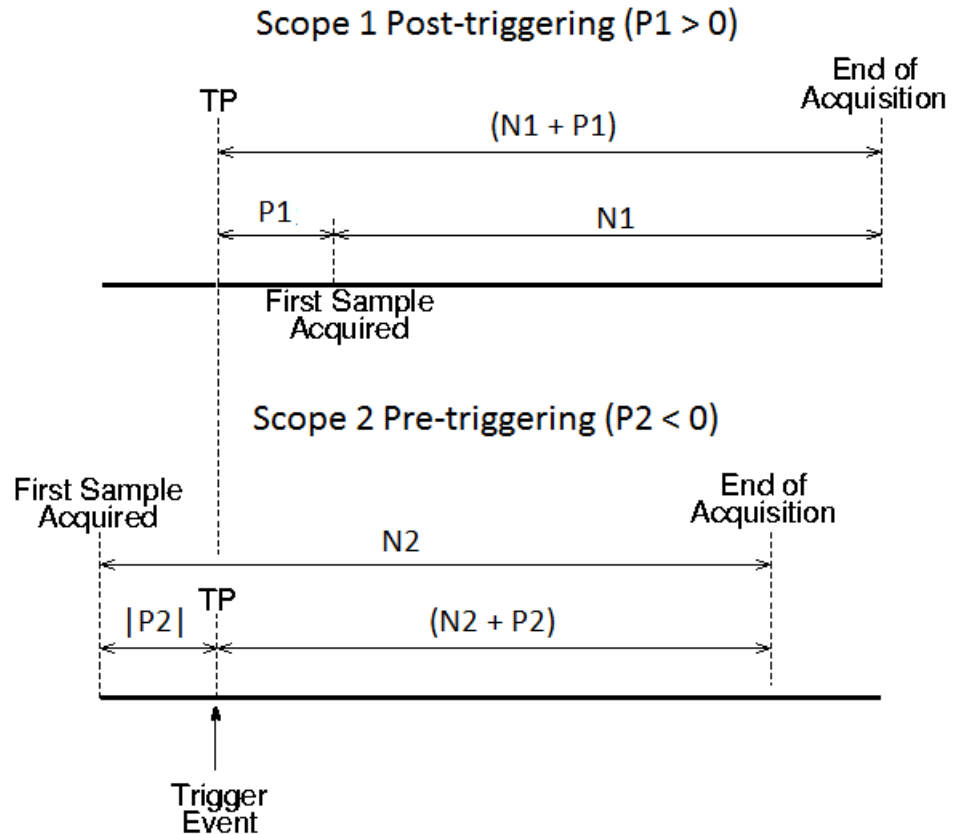 Scope 1 Post-triggering (P1 > 0)
End of
Acquisition
TP
(N1 + P1)
P1
N1
First Sample
Acquired
Scope 2 Pre-triggering (P2 < 0)
First Sample
Acquired
End of
Acquisition
N2
|P2|
TP
(N2 + P2)
Trigger
Event